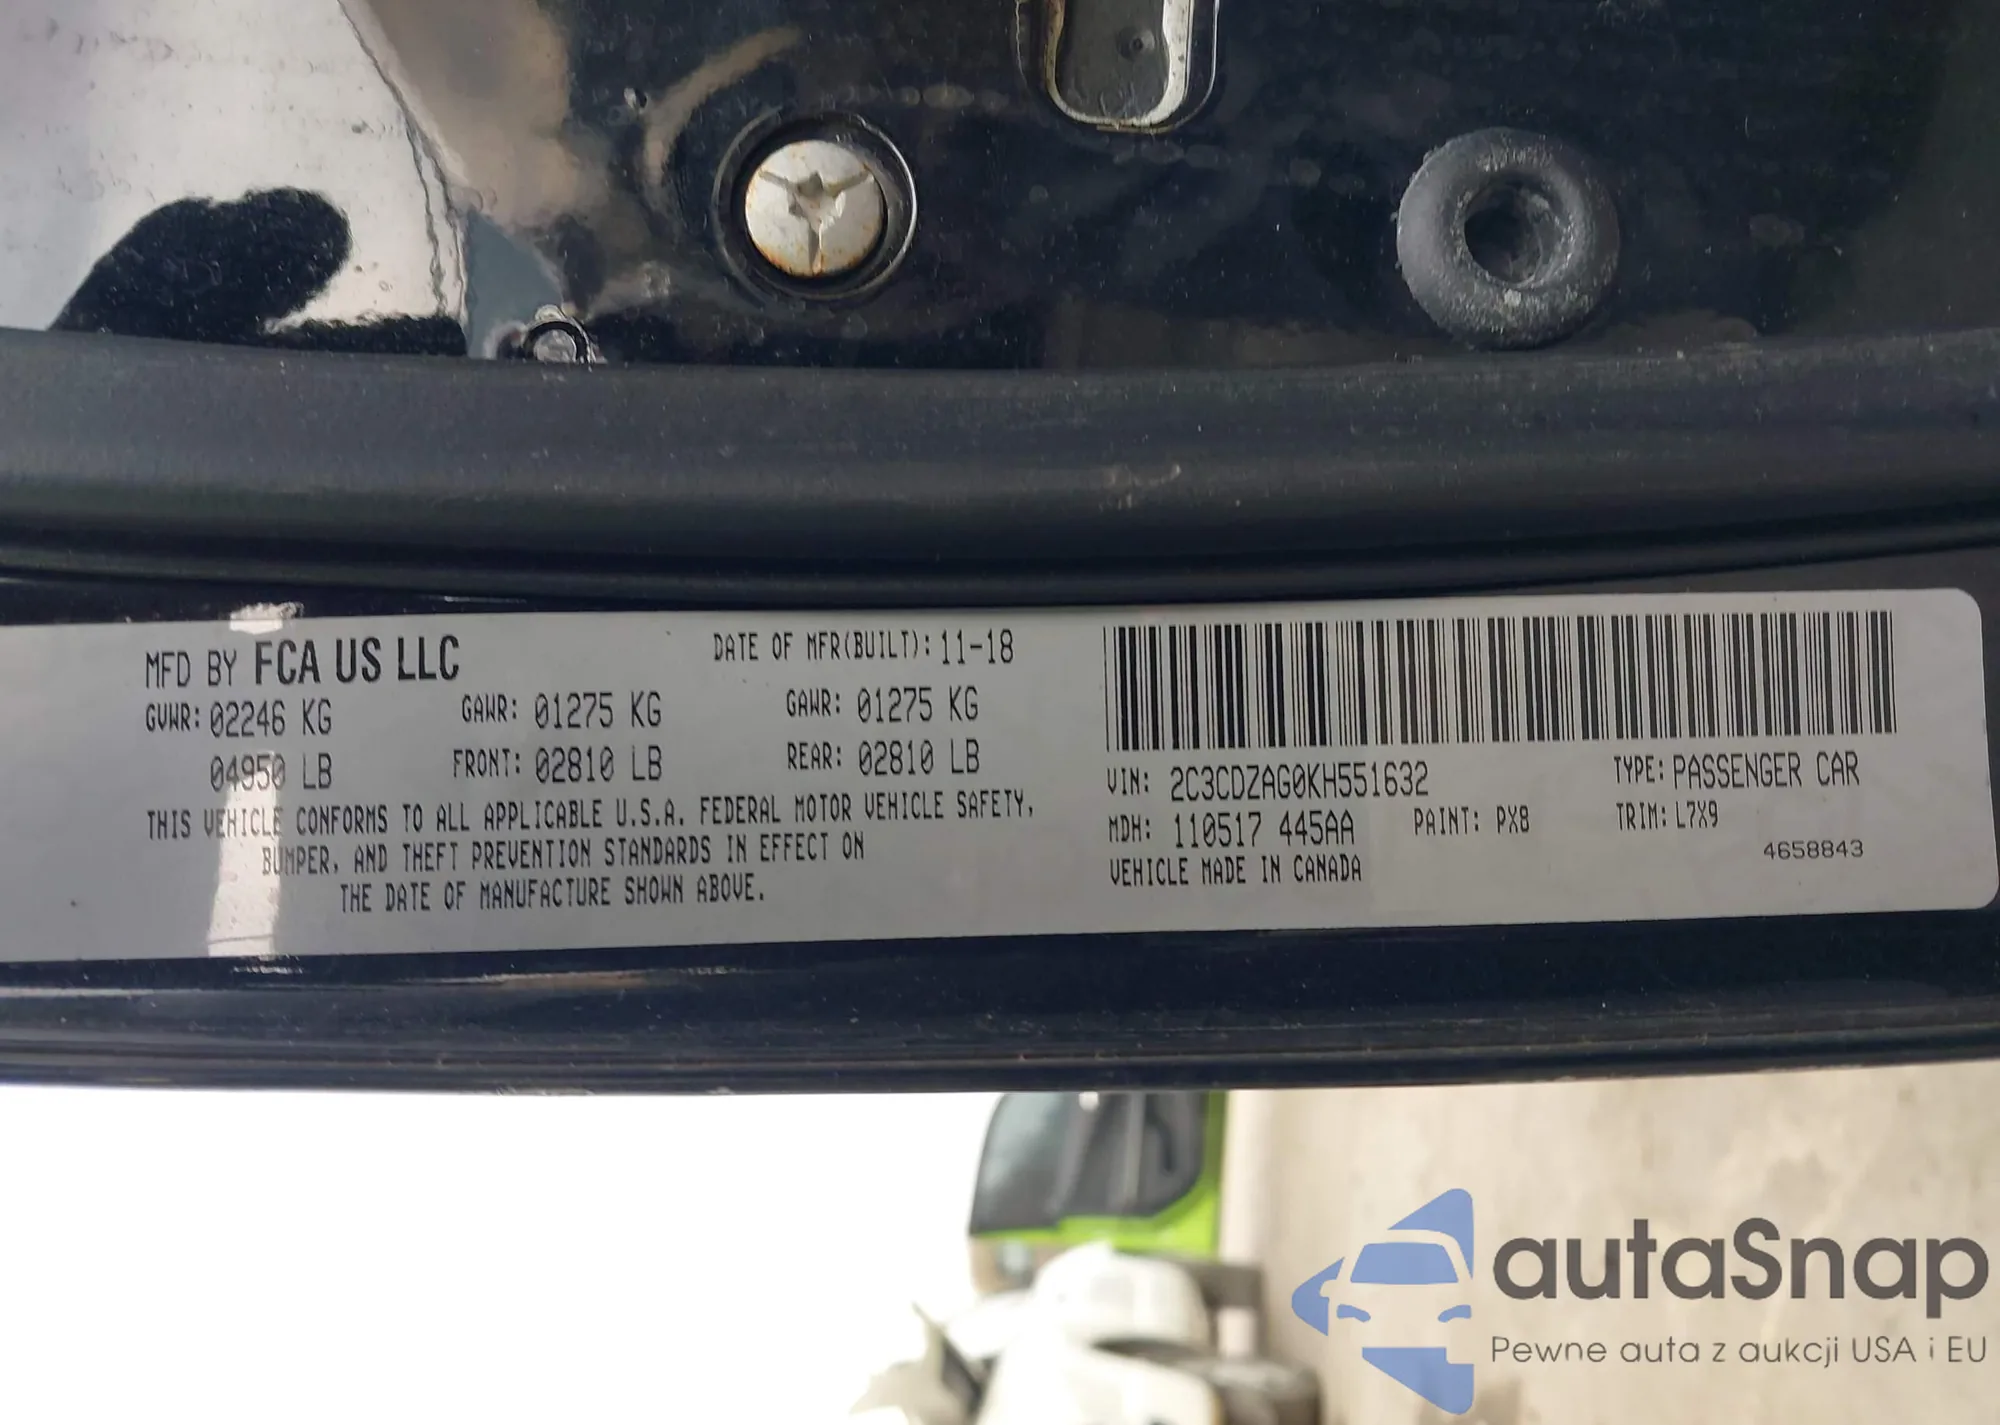 MFD BY FCA US LLC
DATE OF MFR(BUILT): 11-18
GVWR: 02246 KG
GAWR: 01275 KG
GAWR: 01275 KG
04950 LB
FRONT: 02810 LB
REAR: 02810 LB
THIS VEHICLE CONFORMS TO ALL APPLICABLE U.S.A. FEDERAL MOTOR VEHICLE SAFETY,
BUMPER, AND THEFT PREVENTION STANDARDS IN EFFECT ON
THE DATE OF MANUFACTURE SHOWN ABOVE.
VIN: 2C3CDZAG0KH551632
TYPE: PASSENGER CAR
MDH: 110517 445AA
PAINT: PX8
TRIM: L7X9
VEHICLE MADE IN CANADA
4658843
autaSnap
Pewne auta z aukcji USA i EU